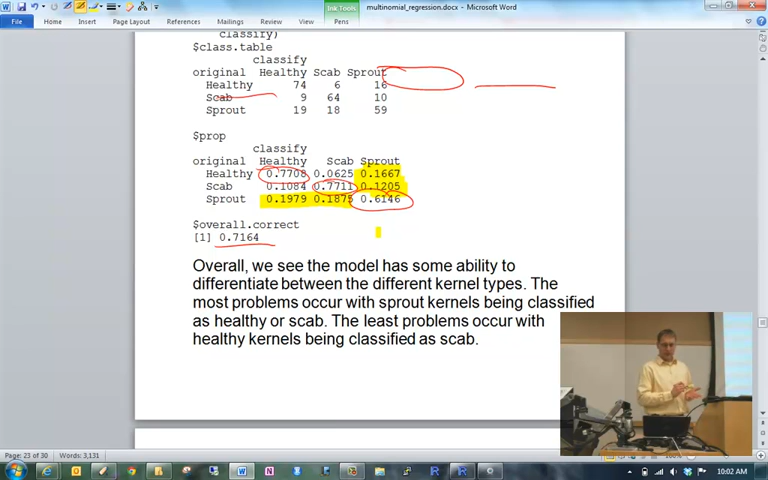 Ink Tools
multinomial_regression.docx - Microsoft Word
File Home Insert Page Layout References Mailings Review View Pens
classify)
$class.table
classify
original Healthy Scab Sprout
Healthy 74 6 16
Scab 9 64 10
Sprout 19 18 59
$prop
classify
original Healthy Scab Sprout
Healthy 0.7708 0.0625 0.1667
Scab 0.1084 0.7711 0.1205
Sprout 0.1979 0.1875 0.6146
$overall.correct
[1] 0.7164
Overall, we see the model has some ability to
differentiate between the different kernel types. The
most problems occur with sprout kernels being classified
as healthy or scab. The least problems occur with
healthy kernels being classified as scab.
Page: 23 of 30 Words: 3,131
10:02 AM